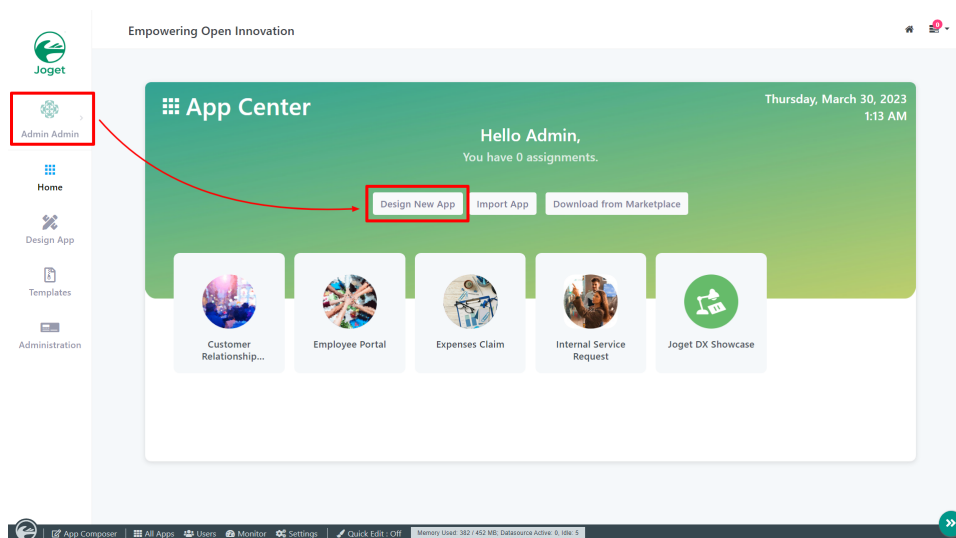 Empowering Open Innovation
9
Joget
Admin Admin
Home
Design App
Templates
Administration
App Center
Thursday, March 30, 2023
1:13 AM
Hello Admin,
You have 0 assignments.
Design New App
Import App
Download from Marketplace
Customer
Relationship...
Employee Portal
Expenses Claim
Internal Service
Request
Joget DX Showcase
App Composer
All Apps
Users
Monitor
Settings
Quick Edit : Off
Memory Used: 382 / 452 MB, Datasource Active: 0, Idle: 5